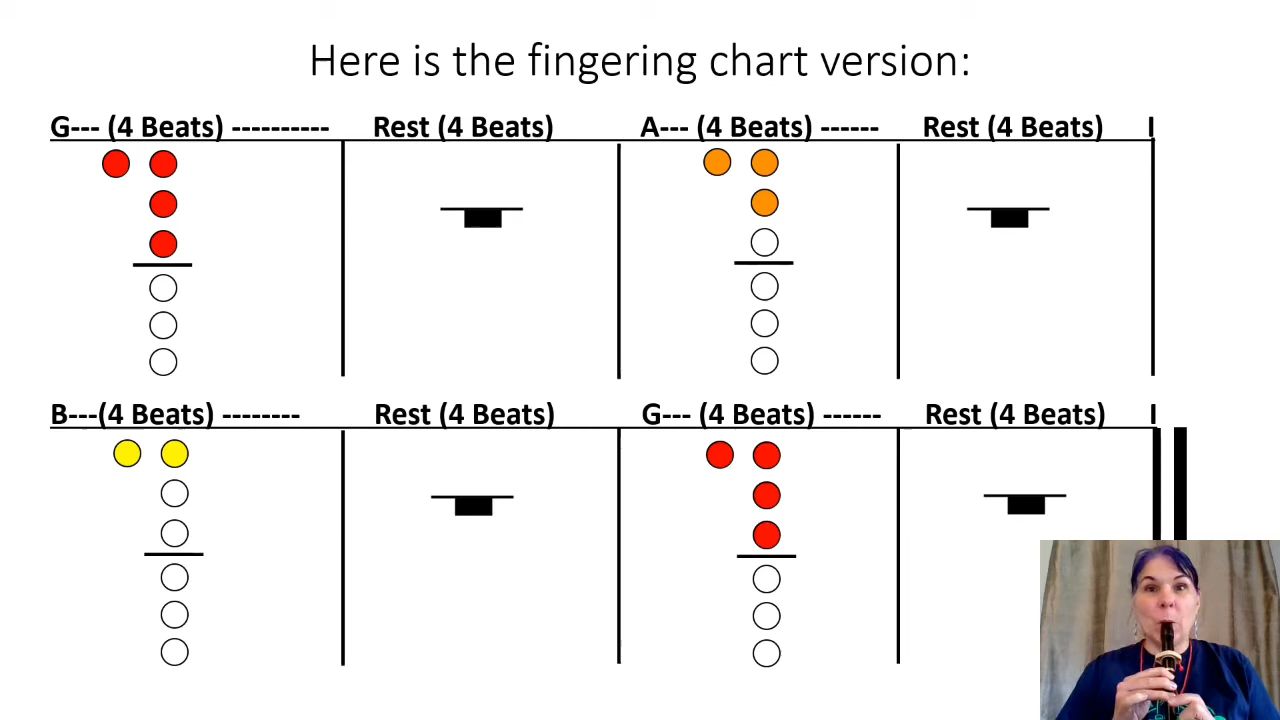 Here is the fingering chart version:
G--- (4 Beats) ---------- Rest (4 Beats) A--- (4 Beats) ------ Rest (4 Beats) I
B---(4 Beats) -------- Rest (4 Beats) G--- (4 Beats) ------ Rest (4 Beats) I